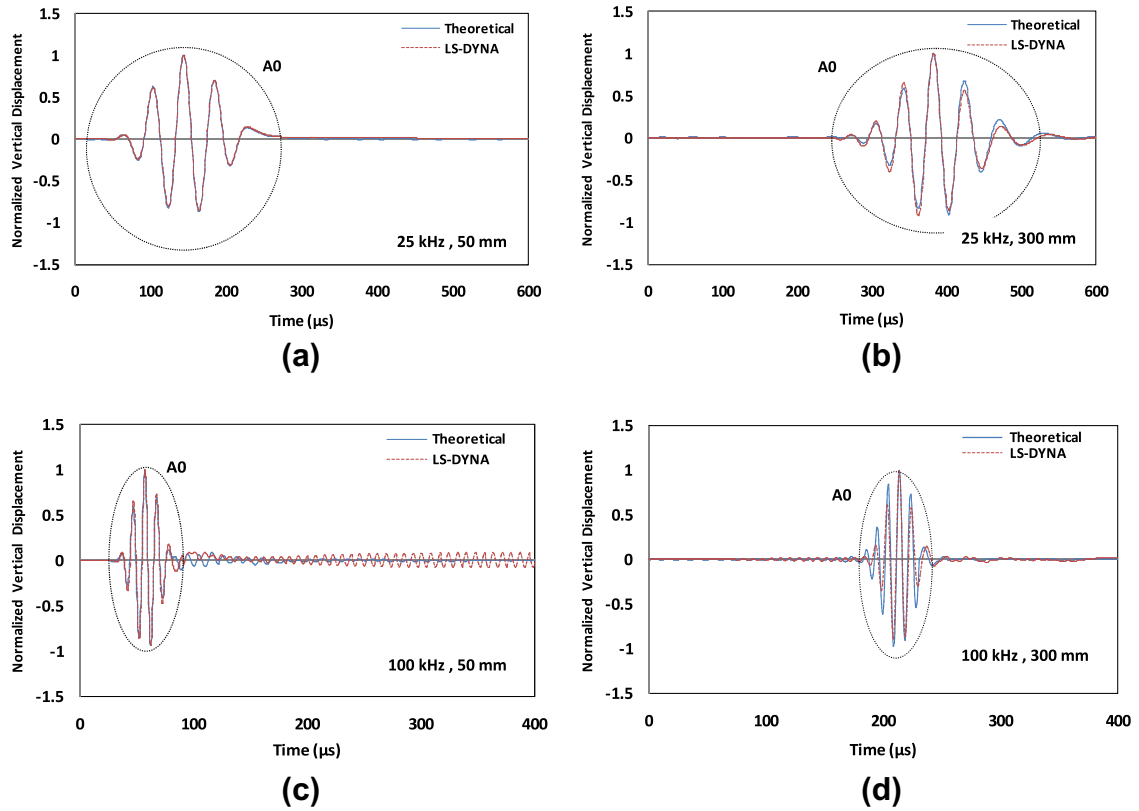 Theoretical
LS-DYNA
A0
Normalized Vertical Displacement
1.5
1
0.5
0
-0.5
-1
-1.5
25 kHz , 50 mm
0 100 200 300 400 500 600
Time (µs)
(a)
Theoretical
LS-DYNA
A0
Normalized Vertical Displacement
1.5
1
0.5
0
-0.5
-1
-1.5
25 kHz, 300 mm
0 100 200 300 400 500 600
Time (µs)
(b)
Theoretical
LS-DYNA
A0
Normalized Vertical Displacement
1.5
1
0.5
0
-0.5
-1
-1.5
100 kHz , 50 mm
0 100 200 300 400
Time (µs)
(c)
Theoretical
LS-DYNA
A0
Normalized Vertical Displacement
1.5
1
0.5
0
-0.5
-1
-1.5
100 kHz , 300 mm
0 100 200 300 400
Time (µs)
(d)